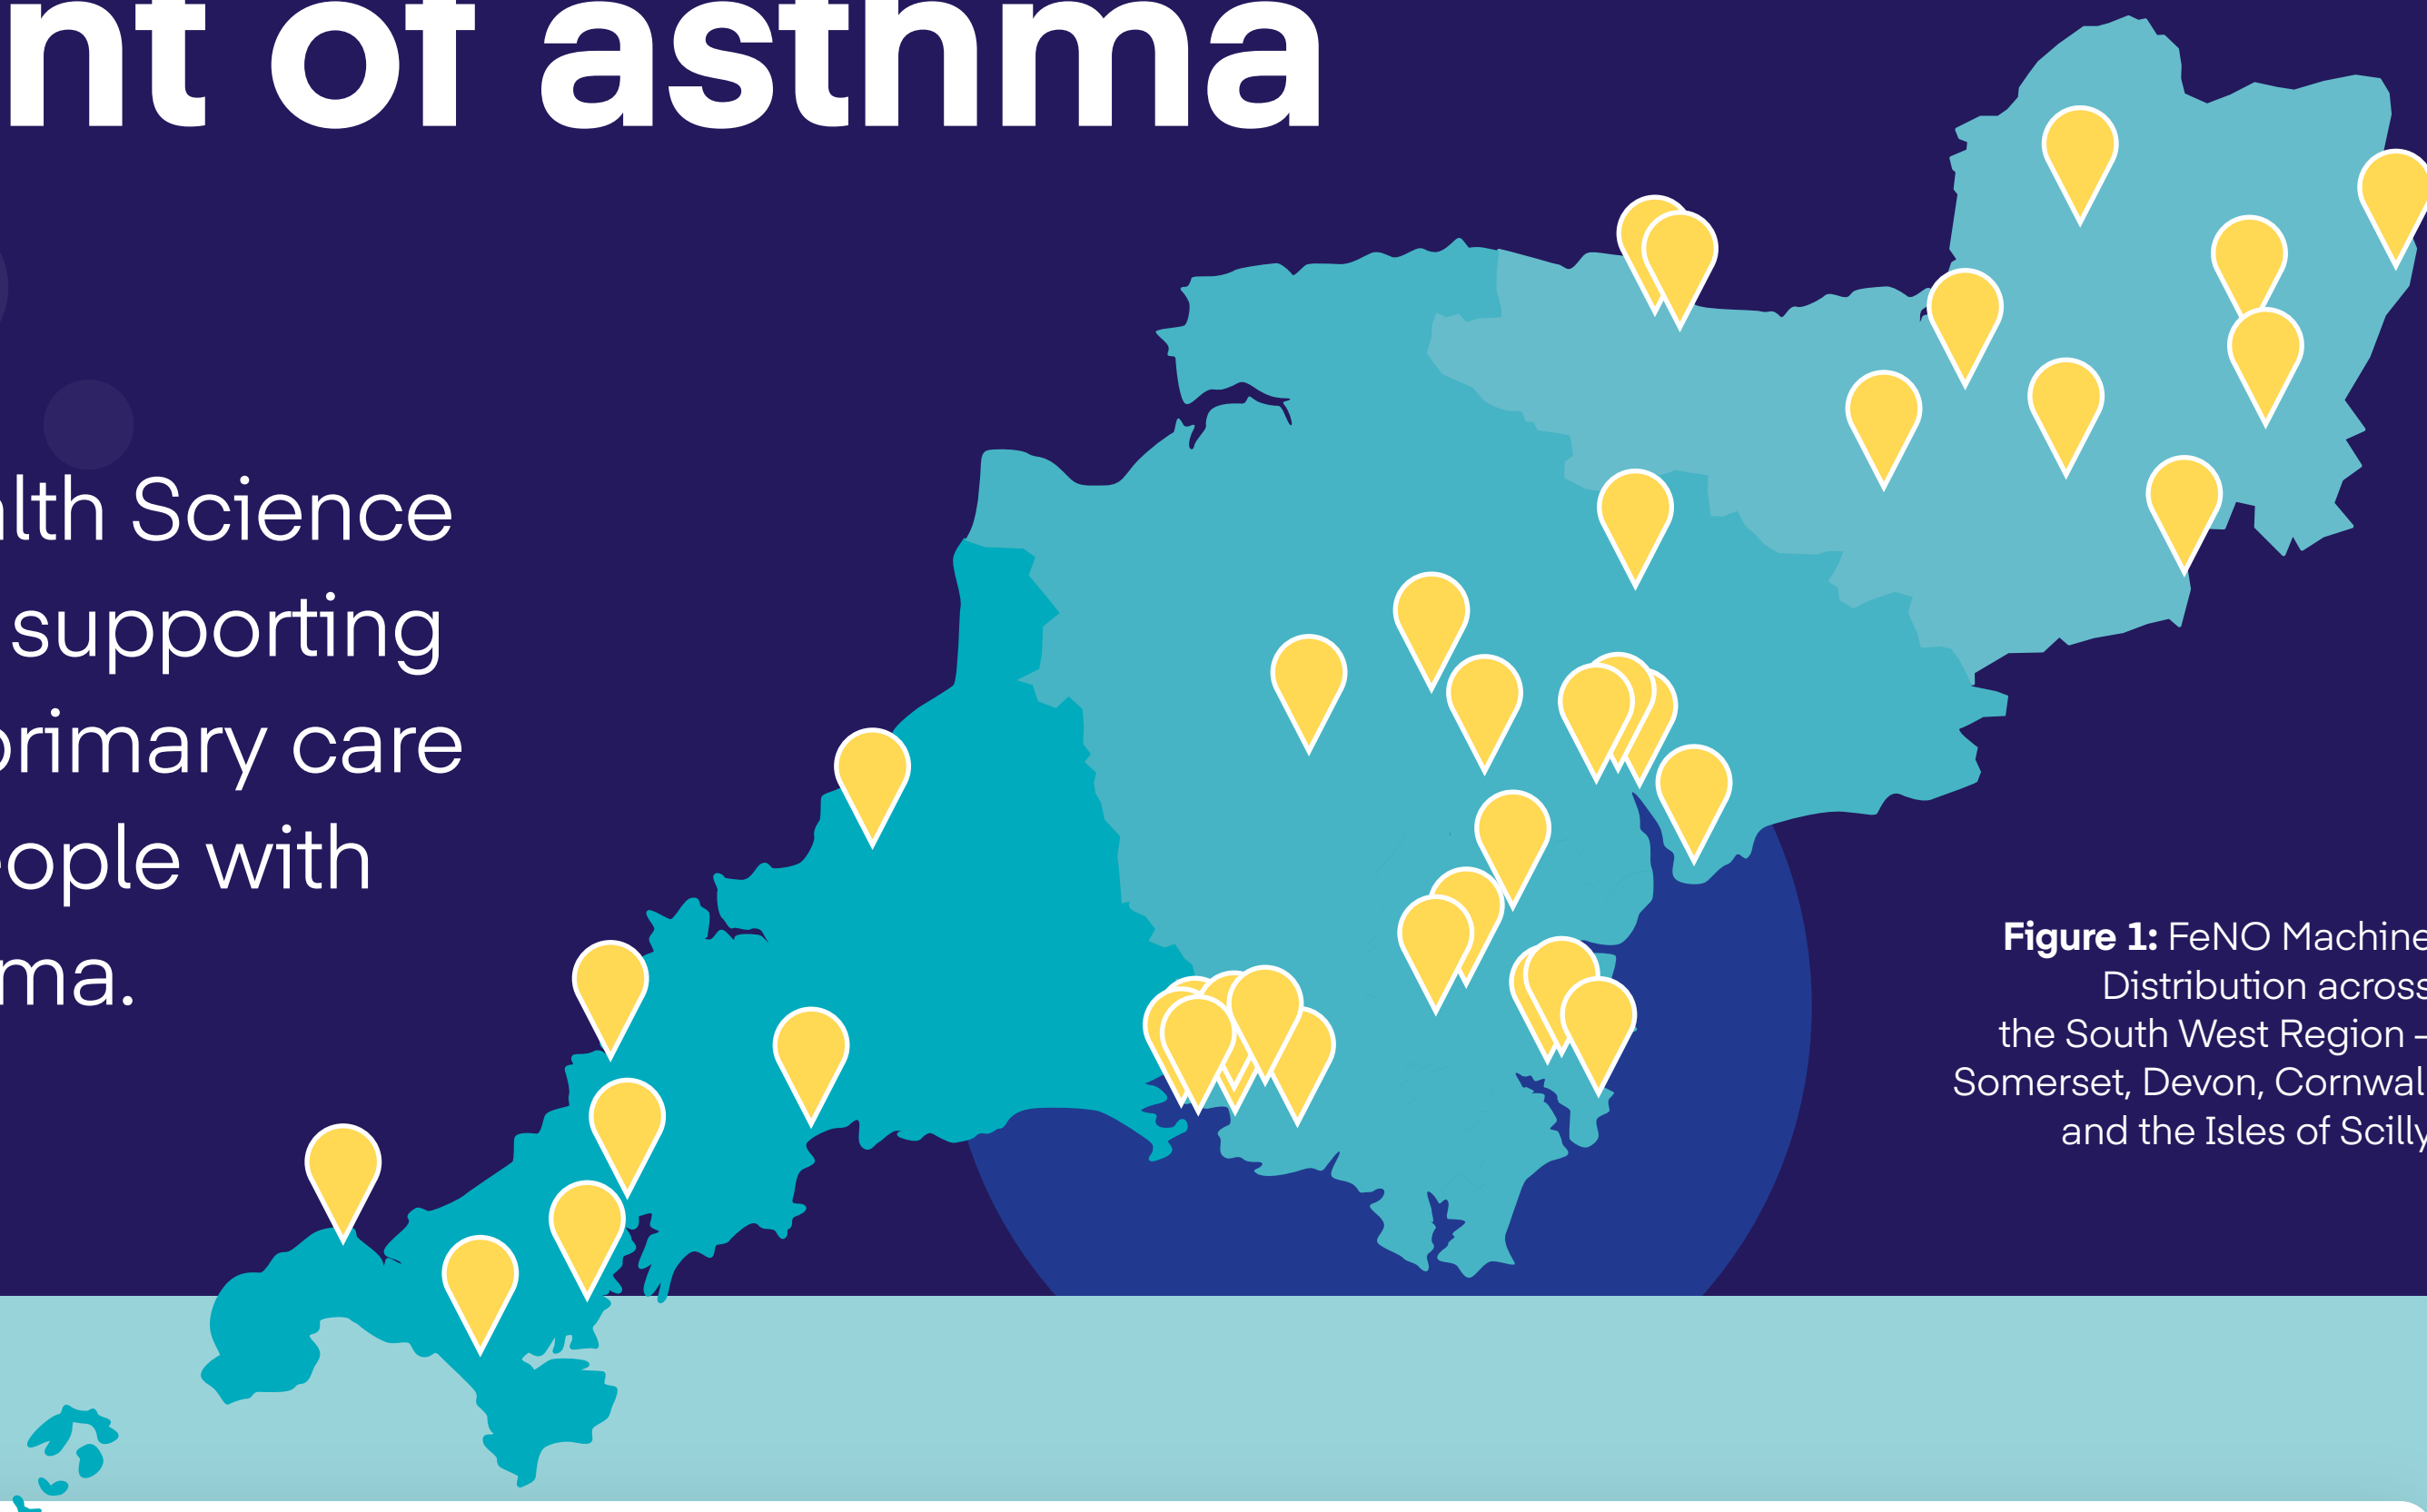 nt of asthma
lth Science
supporting
primary care
ople with
ma.
Figure 1: FeNO Machine
Distribution across
the South West Region –
Somerset, Devon, Cornwal
and the Isles of Scilly